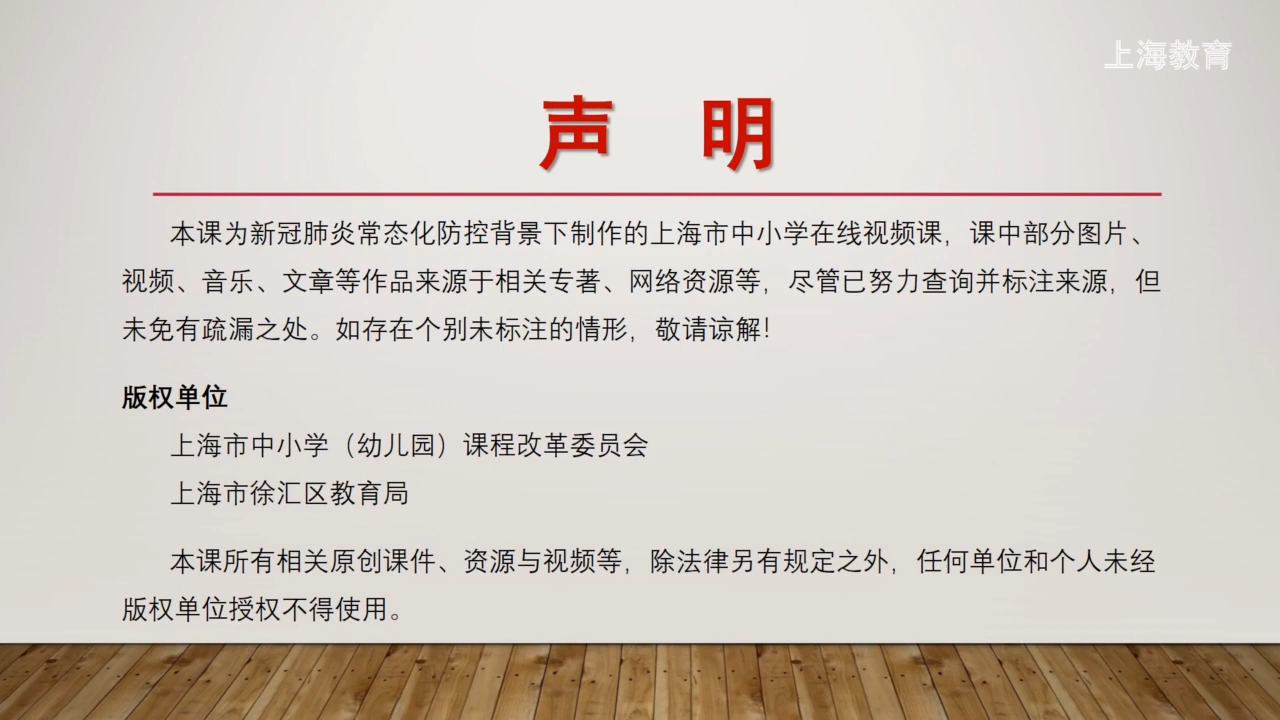 上海教育
声 明
本课为新冠肺炎常态化防控背景下制作的上海市中小学在线视频课，课中部分图片、
视频、音乐、文章等作品来源于相关专著、网络资源等，尽管已努力查询并标注来源，但
未免有疏漏之处。如存在个别未标注的情形，敬请谅解！
版权单位
上海市中小学（幼儿园）课程改革委员会
上海市徐汇区教育局
本课所有相关原创课件、资源与视频等，除法律另有规定之外，任何单位和个人未经
版权单位授权不得使用。